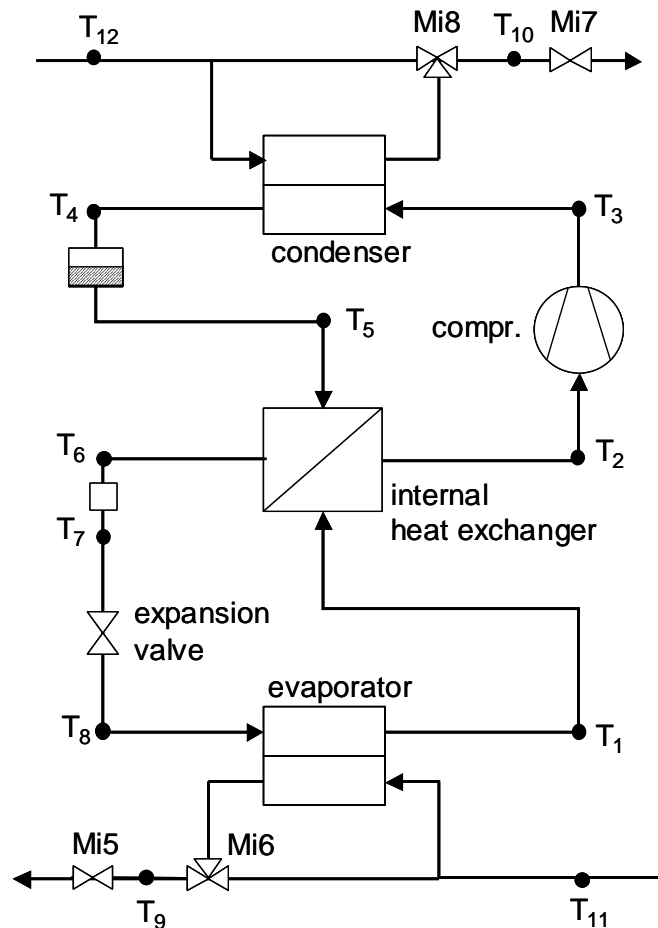 T12
Mi8
T10
Mi7
T4
T3
condenser
compr.
T5
T6
T2
internal
heat exchanger
T7
expansion
valve
evaporator
T8
T1
Mi5
Mi6
T9
T11